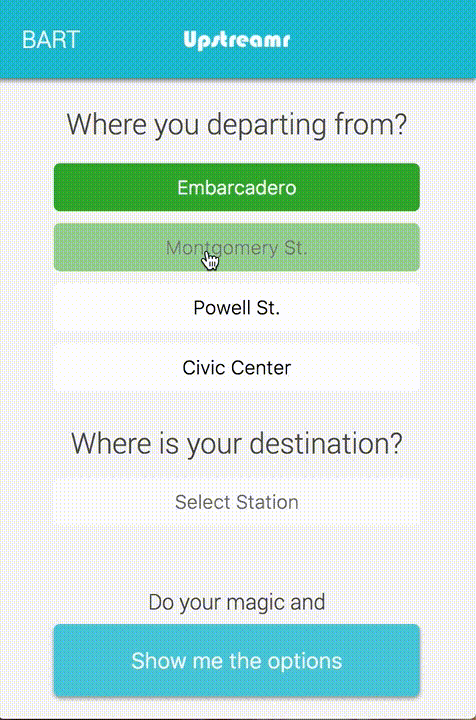 BART
Upstreamr
Where you departing from?
Embarcadero
Montgomery St.
Powell St.
Civic Center
Where is your destination?
Select Station
Do your magic and
Show me the options